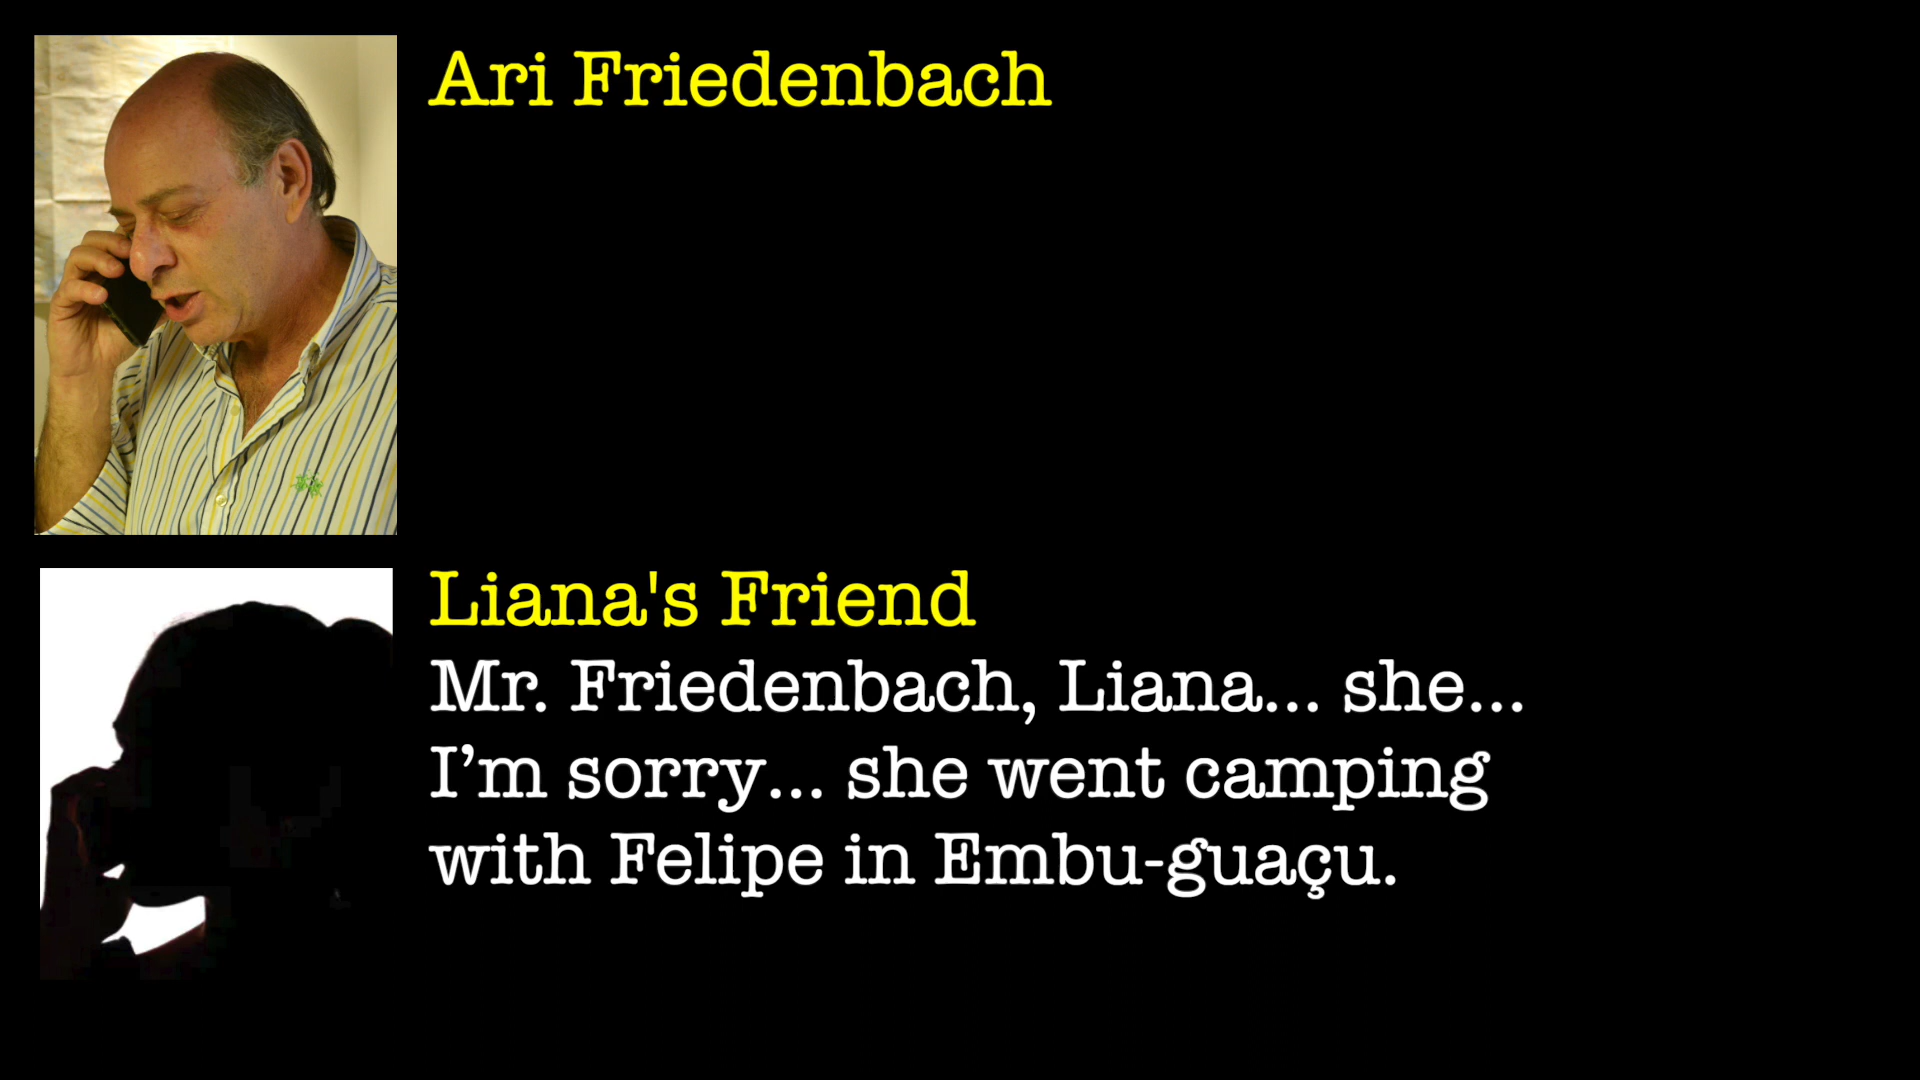 Ari Friedenbach
Liana's Friend
Mr. Friedenbach, Liana... she...
I’m sorry... she went camping
with Felipe in Embu-guaçu.